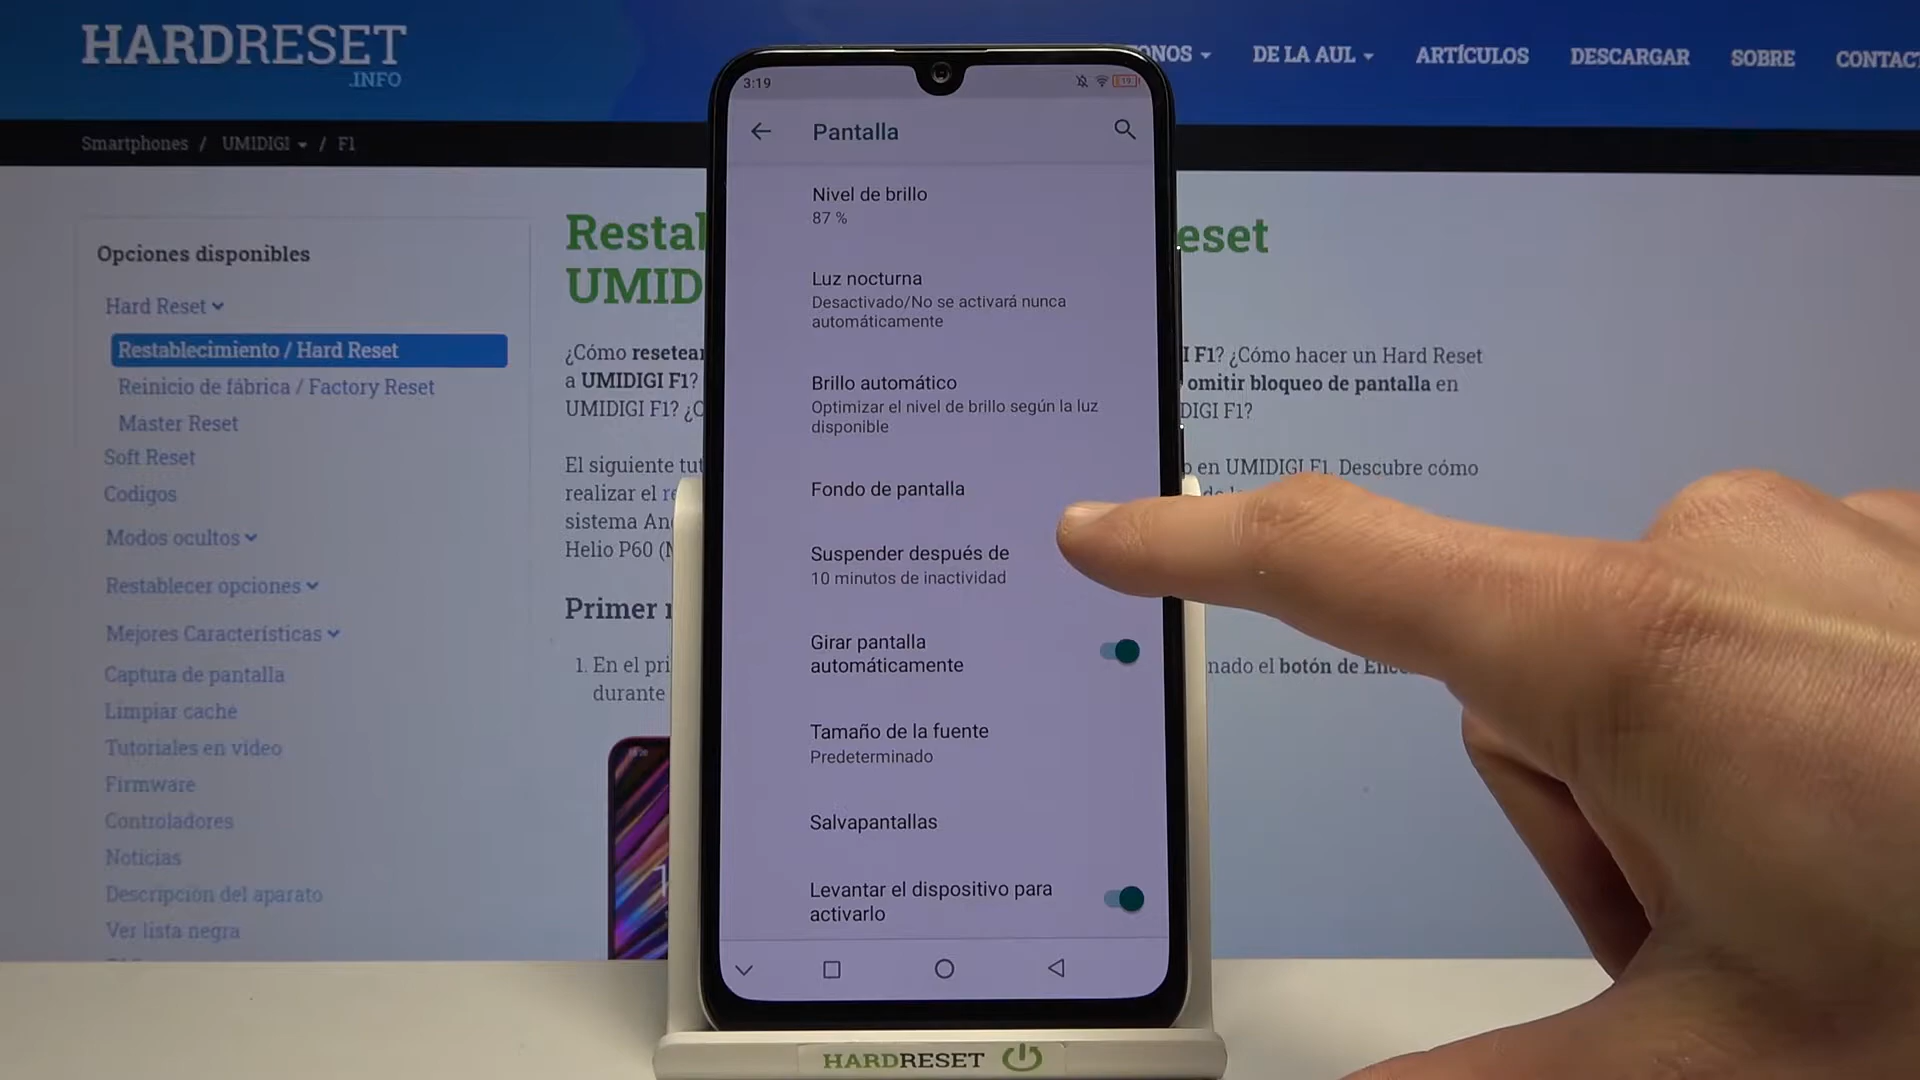 HARDRESET
.INFO
ONOS
DE LA AUL
ARTÍCULOS
DESCARGAR
SOBRE
Smartphones / UMIDIGI / F1
Opciones disponibles
Hard Reset
Restablecimiento / Hard Reset
Reinicio de fábrica / Factory Reset
Master Reset
Soft Reset
Codigos
Modos ocultos
Restablecer opciones
Mejores Características
Captura de pantalla
Limpiar caché
Tutoriales en vídeo
Firmware
Controladores
Noticias
Descripción del aparato
Ver lista negra
eset
UMID
¿Cómo resetear
a UMIDIGI F1?
UMIDIGI F1? ¿C
I F1? ¿Cómo hacer un Hard Reset
omitir bloqueo de pantalla en
DIGI F1?
El siguiente tut
realizar el re
sistema An
Helio P60 (M
o en UMIDIGI F1. Descubre cómo
Primer
1. En el pri
durante
nado el botón de
3:19
19
Pantalla
Nivel de brillo
87 %
Luz nocturna
Desactivado/No se activará nunca
automáticamente
Brillo automático
Optimizar el nivel de brillo según la luz
disponible
Fondo de pantalla
Suspender después de
10 minutos de inactividad
Girar pantalla
automáticamente
Tamaño de la fuente
Predeterminado
Salvapantallas
Levantar el dispositivo para
activarlo
HARDRESET